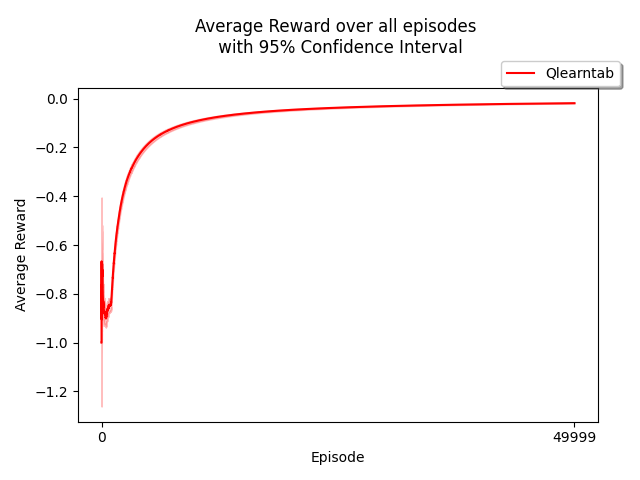 Average Reward over all episodes
with 95% Confidence Interval
Qlearntab
0.0
−0.2
−0.4
−0.6
−0.8
−1.0
−1.2
Average Reward
0 49999
Episode